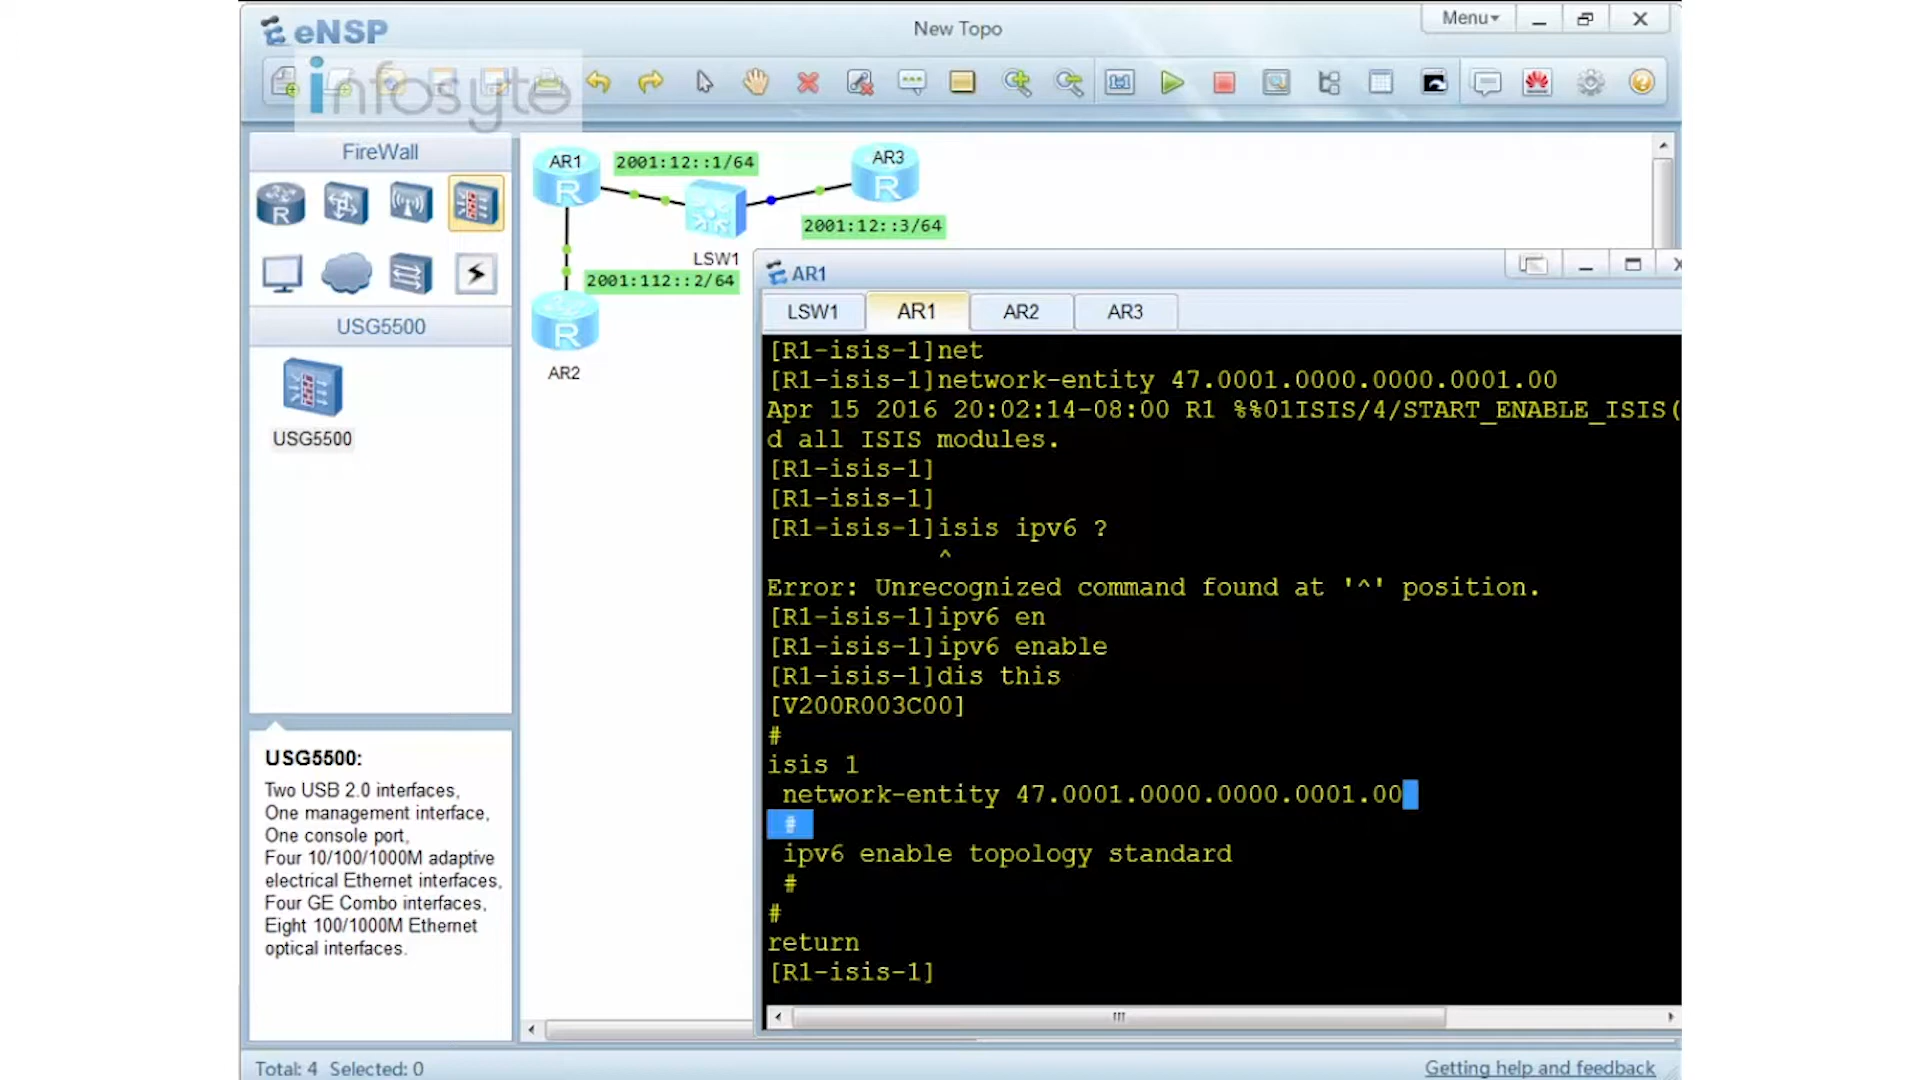 eNSP
New Topo
Menu
infosyte
FireWall
USG5500
USG5500
USG5500:
Two USB 2.0 interfaces,
One management interface,
One console port,
Four 10/100/1000M adaptive
electrical Ethernet interfaces,
Four GE Combo interfaces,
Eight 100/1000M Ethernet
optical interfaces.
AR1
R
2001:12::1/64
AR3
R
2001:12::3/64
LSW1
2001:112::2/64
R
AR2
AR1
LSW1 AR1 AR2 AR3
[R1-isis-1]net
[R1-isis-1]network-entity 47.0001.0000.0000.0001.00
Apr 15 2016 20:02:14-08:00 R1 %%01ISIS/4/START_ENABLE_ISIS(
d all ISIS modules.
[R1-isis-1]
[R1-isis-1]
[R1-isis-1]isis ipv6 ?
^
Error: Unrecognized command found at '^' position.
[R1-isis-1]ipv6 en
[R1-isis-1]ipv6 enable
[R1-isis-1]dis this
[V200R003C00]
#
isis 1
network-entity 47.0001.0000.0000.0001.00
#
ipv6 enable topology standard
#
#
return
[R1-isis-1]
Total: 4 Selected: 0
Getting help and feedback